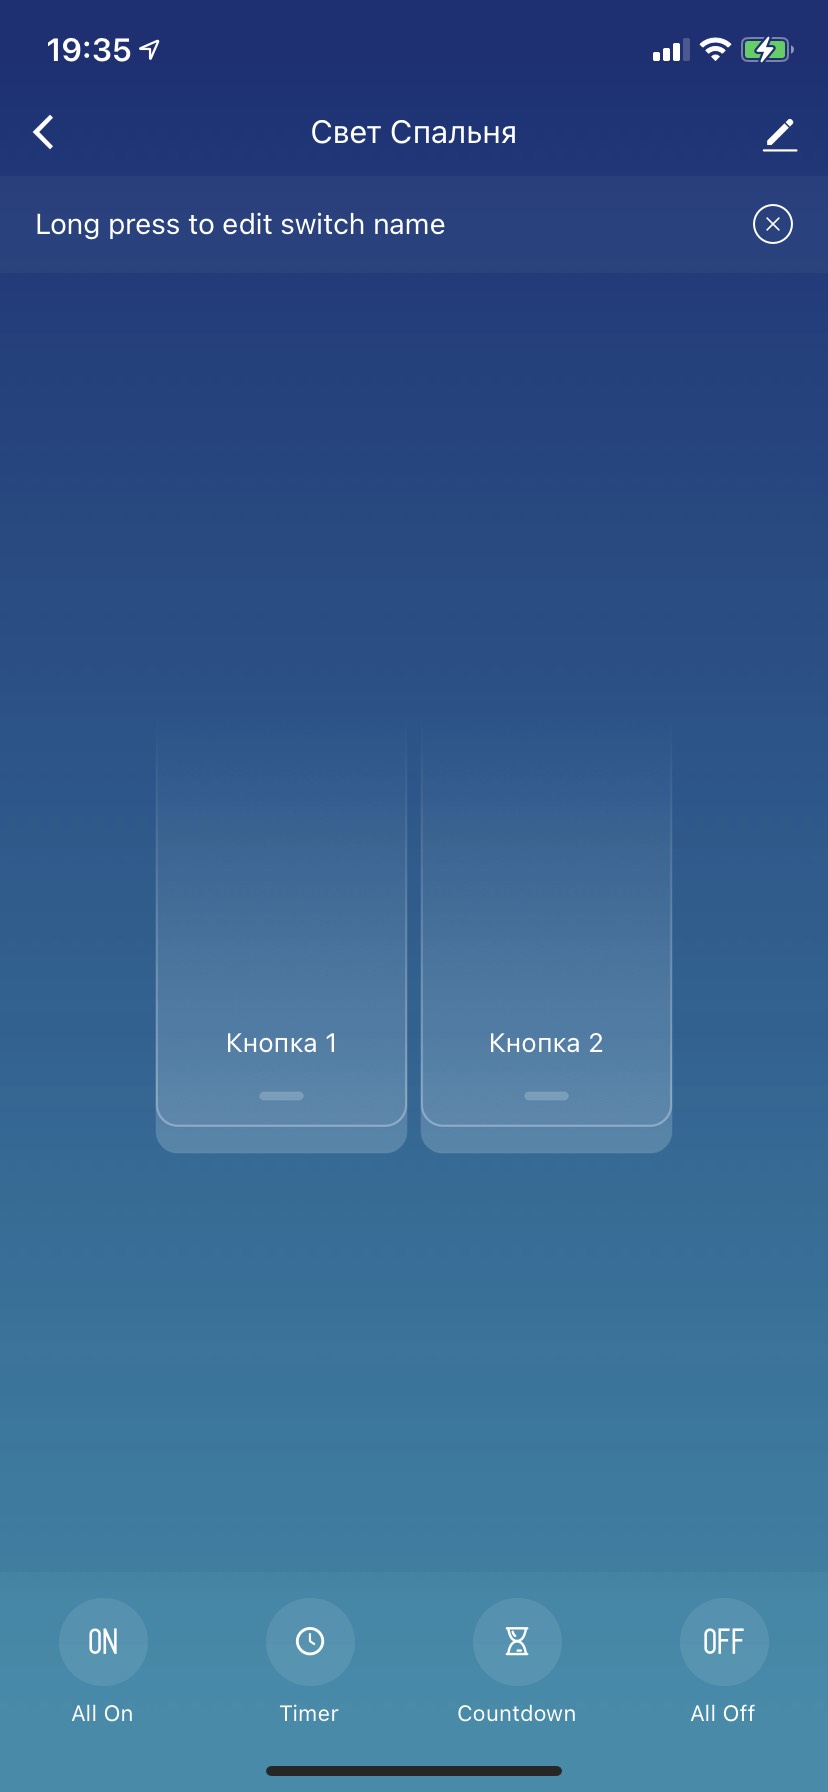 19:35
Свет Спальня
Long press to edit switch name
Кнопка 1
Кнопка 2
ON
OFF
All On
Timer
Countdown
All Off